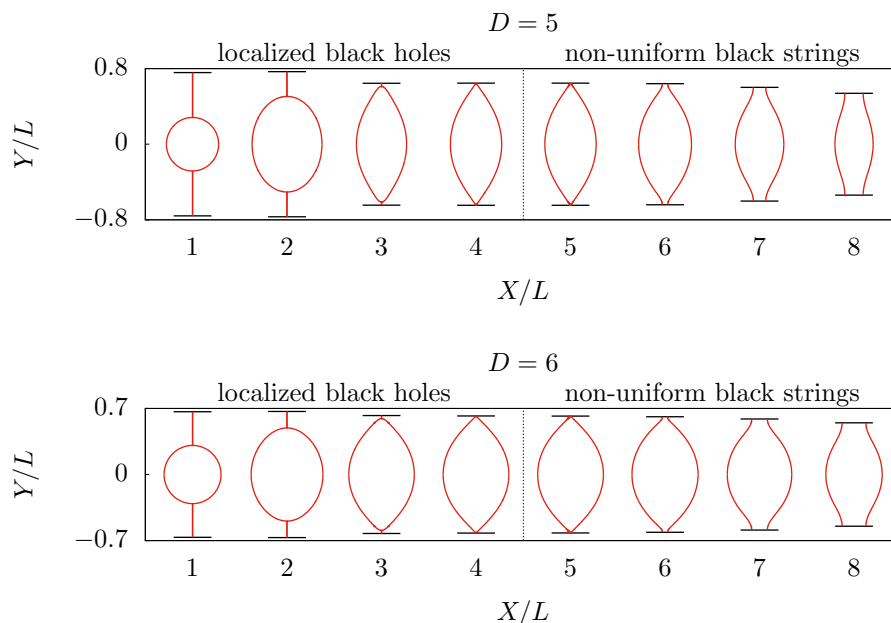 D = 5
localized black holes non-uniform black strings
0.8
Y/L
0
−0.8
1 2 3 4 5 6 7 8
X/L
D = 6
localized black holes non-uniform black strings
0.7
Y/L
0
−0.7
1 2 3 4 5 6 7 8
X/L